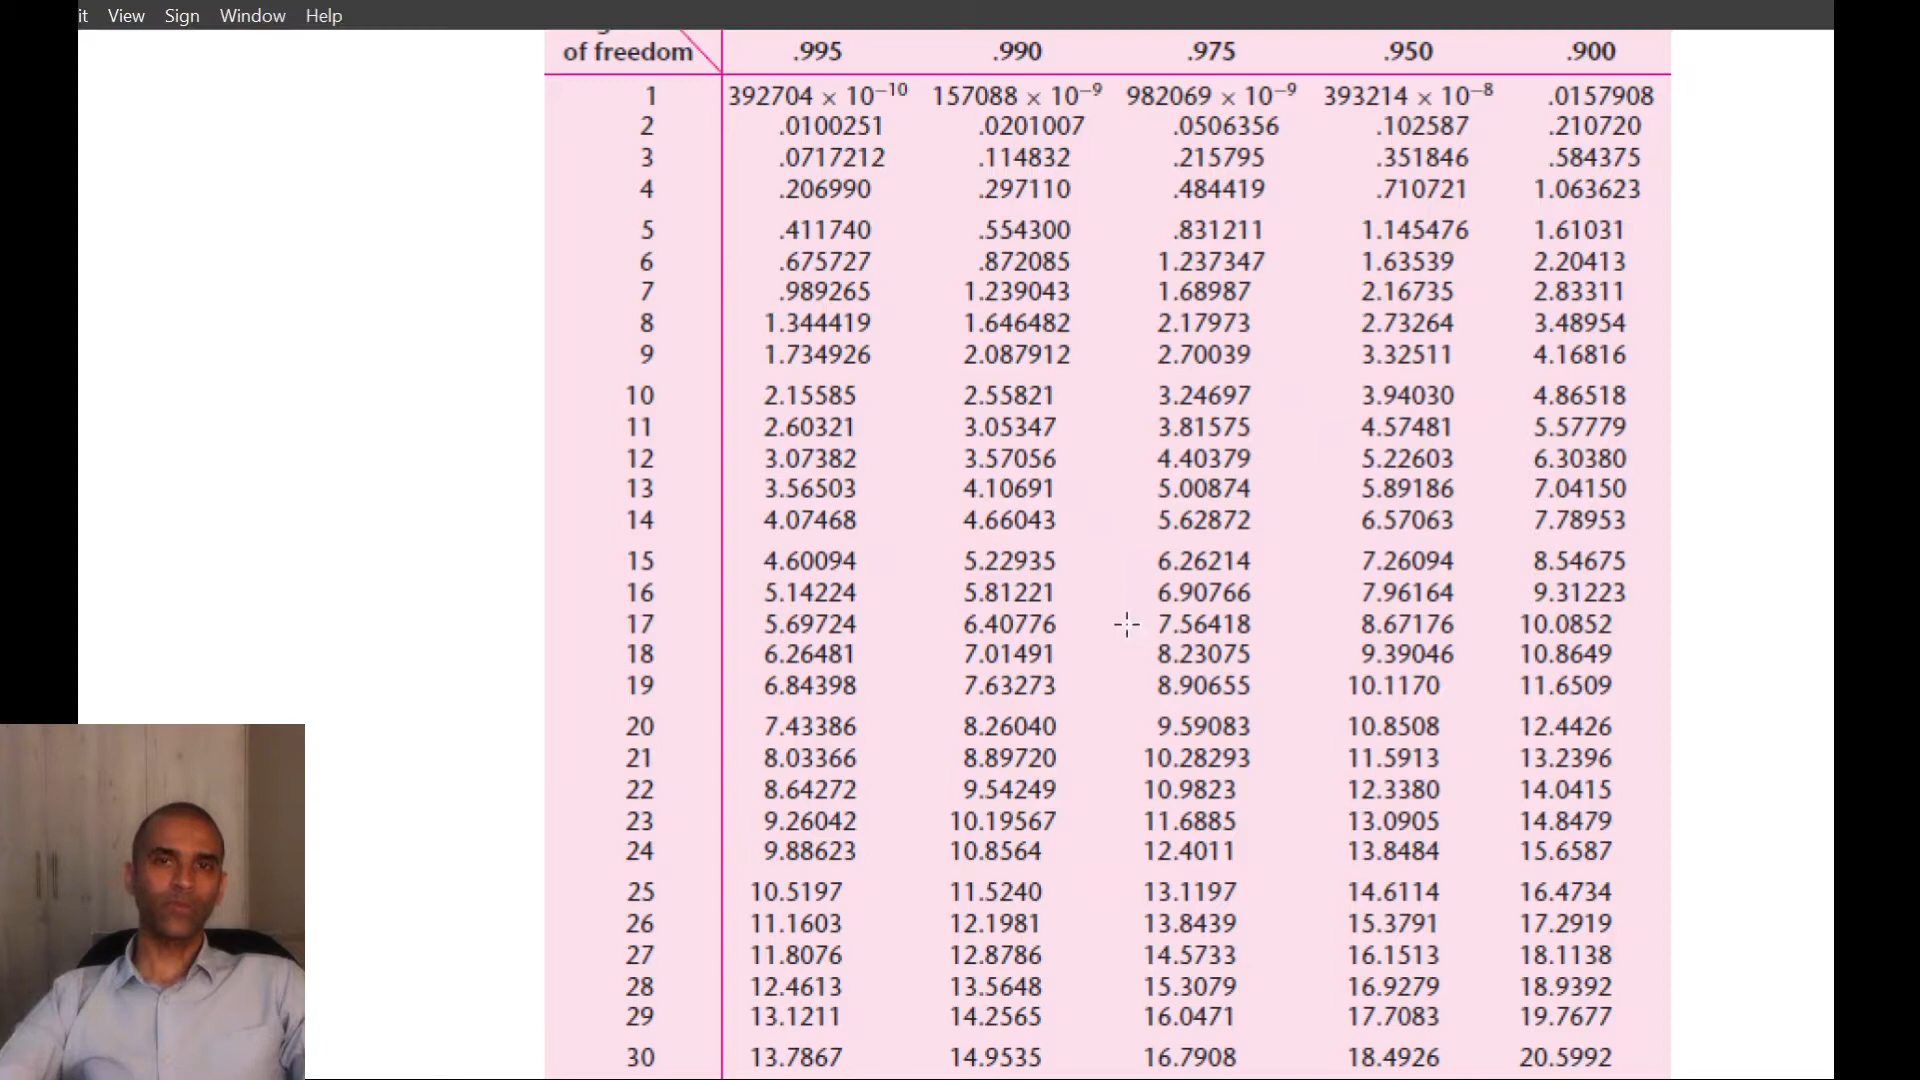 it View Sign Window Help
of freedom .995 .990 .975 .950 .900
1 392704 × 10⁻¹⁰ 157088 × 10⁻⁹ 982069 × 10⁻⁹ 393214 × 10⁻⁸ .0157908
2 .0100251 .0201007 .0506356 .102587 .210720
3 .0717212 .114832 .215795 .351846 .584375
4 .206990 .297110 .484419 .710721 1.063623
5 .411740 .554300 .831211 1.145476 1.61031
6 .675727 .872085 1.237347 1.63539 2.20413
7 .989265 1.239043 1.68987 2.16735 2.83311
8 1.344419 1.646482 2.17973 2.73264 3.48954
9 1.734926 2.087912 2.70039 3.32511 4.16816
10 2.15585 2.55821 3.24697 3.94030 4.86518
11 2.60321 3.05347 3.81575 4.57481 5.57779
12 3.07382 3.57056 4.40379 5.22603 6.30380
13 3.56503 4.10691 5.00874 5.89186 7.04150
14 4.07468 4.66043 5.62872 6.57063 7.78953
15 4.60094 5.22935 6.26214 7.26094 8.54675
16 5.14224 5.81221 6.90766 7.96164 9.31223
17 5.69724 6.40776 7.56418 8.67176 10.0852
18 6.26481 7.01491 8.23075 9.39046 10.8649
19 6.84398 7.63273 8.90655 10.1170 11.6509
20 7.43386 8.26040 9.59083 10.8508 12.4426
21 8.03366 8.89720 10.28293 11.5913 13.2396
22 8.64272 9.54249 10.9823 12.3380 14.0415
23 9.26042 10.19567 11.6885 13.0905 14.8479
24 9.88623 10.8564 12.4011 13.8484 15.6587
25 10.5197 11.5240 13.1197 14.6114 16.4734
26 11.1603 12.1981 13.8439 15.3791 17.2919
27 11.8076 12.8786 14.5733 16.1513 18.1138
28 12.4613 13.5648 15.3079 16.9279 18.9392
29 13.1211 14.2565 16.0471 17.7083 19.7677
30 13.7867 14.9535 16.7908 18.4926 20.5992